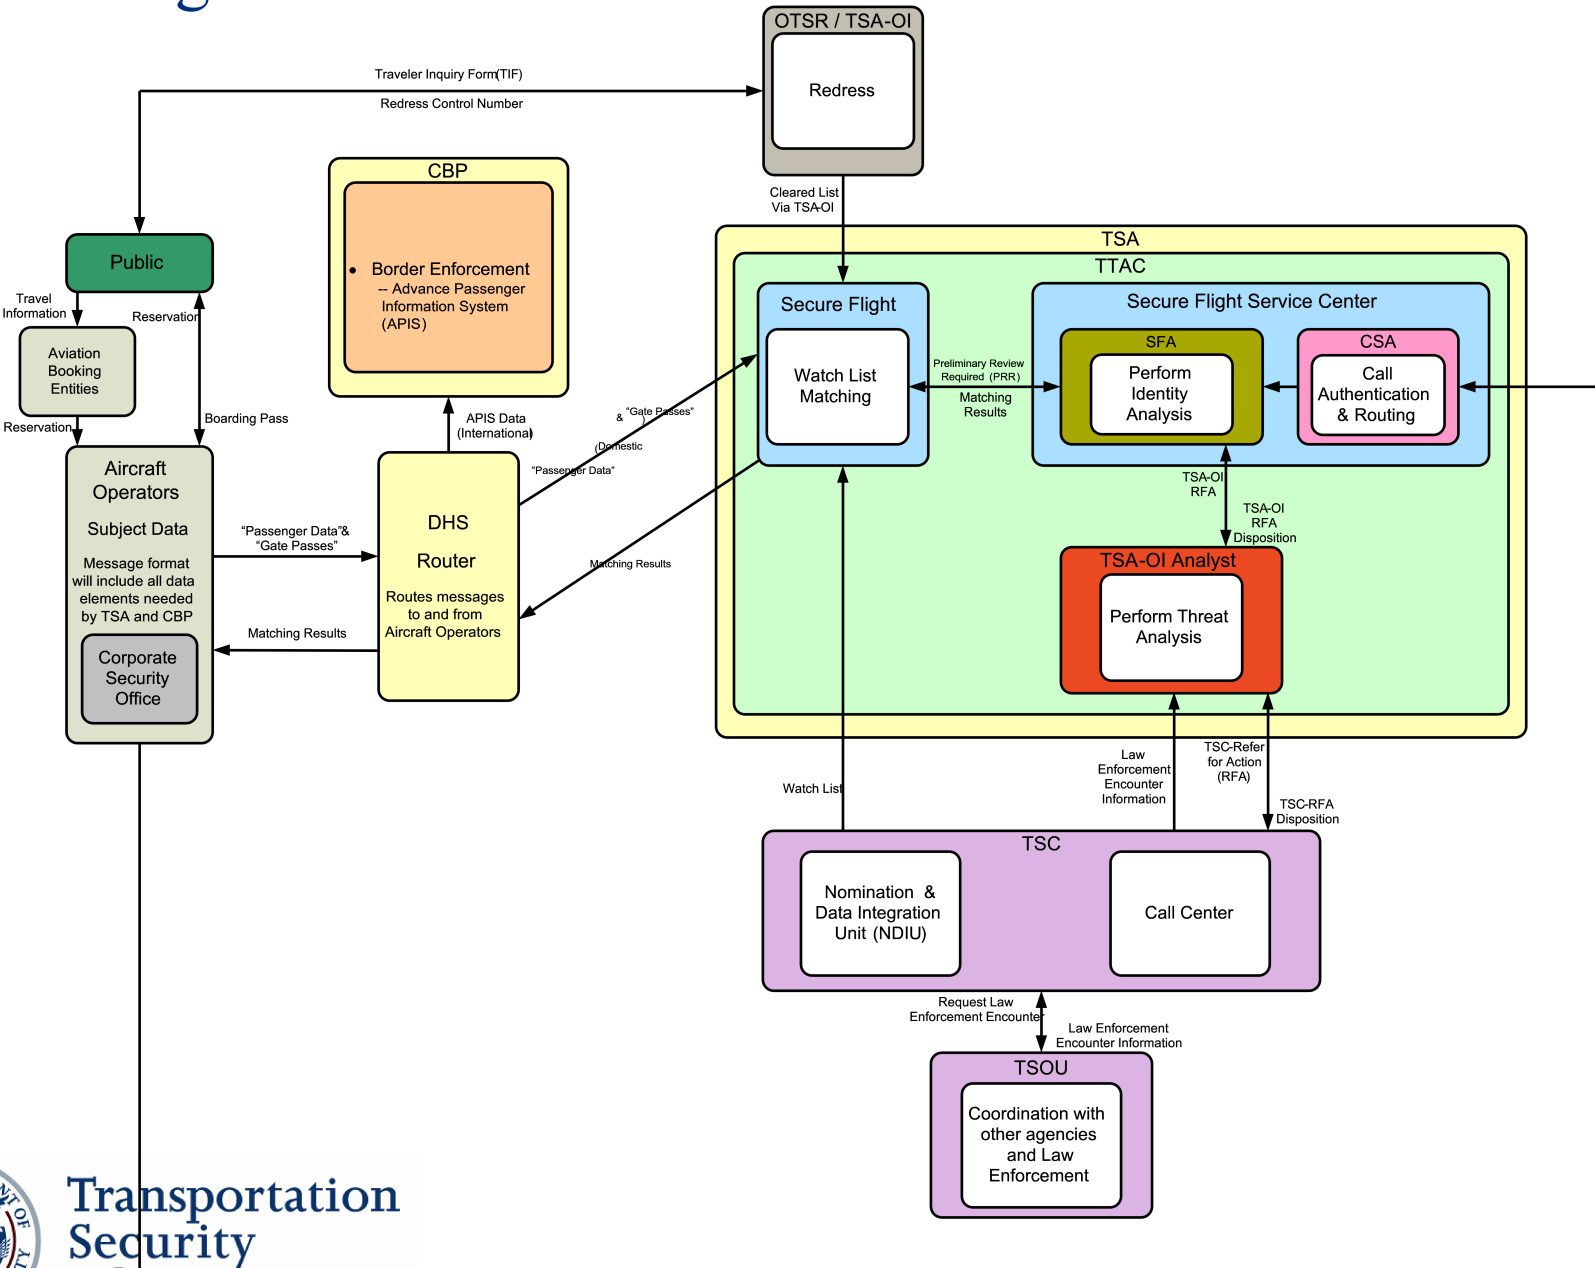 OTSR / TSA-OI
Redress
Traveler Inquiry Form(TIF)
Redress Control Number
Cleared List
Via TSA-OI
CBP
• Border Enforcement
-- Advance Passenger
Information System
(APIS)
Public
Travel
Information
Reservation
Aviation
Booking
Entities
Reservation
Boarding Pass
APIS Data
(International)
Aircraft
Operators
Subject Data
Message format
will include all data
elements needed
by TSA and CBP
Corporate
Security
Office
“Passenger Data”&
“Gate Passes”
Matching Results
DHS
Router
Routes messages
to and from
Aircraft Operators
& “Gate Passes”
)
(Domestic
“Passenger Data”
Matching Results
TSA
TTAC
Secure Flight
Watch List
Matching
Preliminary Review
Required (PRR)
Matching
Results
Secure Flight Service Center
SFA
Perform
Identity
Analysis
CSA
Call
Authentication
& Routing
TSA-OI
RFA
TSA-OI
RFA
Disposition
TSA-OI Analyst
Perform Threat
Analysis
Watch List
Law
Enforcement
Encounter
Information
TSC-Refer
for Action
(RFA)
TSC-RFA
Disposition
TSC
Nomination &
Data Integration
Unit (NDIU)
Call Center
Request Law
Enforcement Encounter
Law Enforcement
Encounter Information
TSOU
Coordination with
other agencies
and Law
Enforcement
Transportation
Security